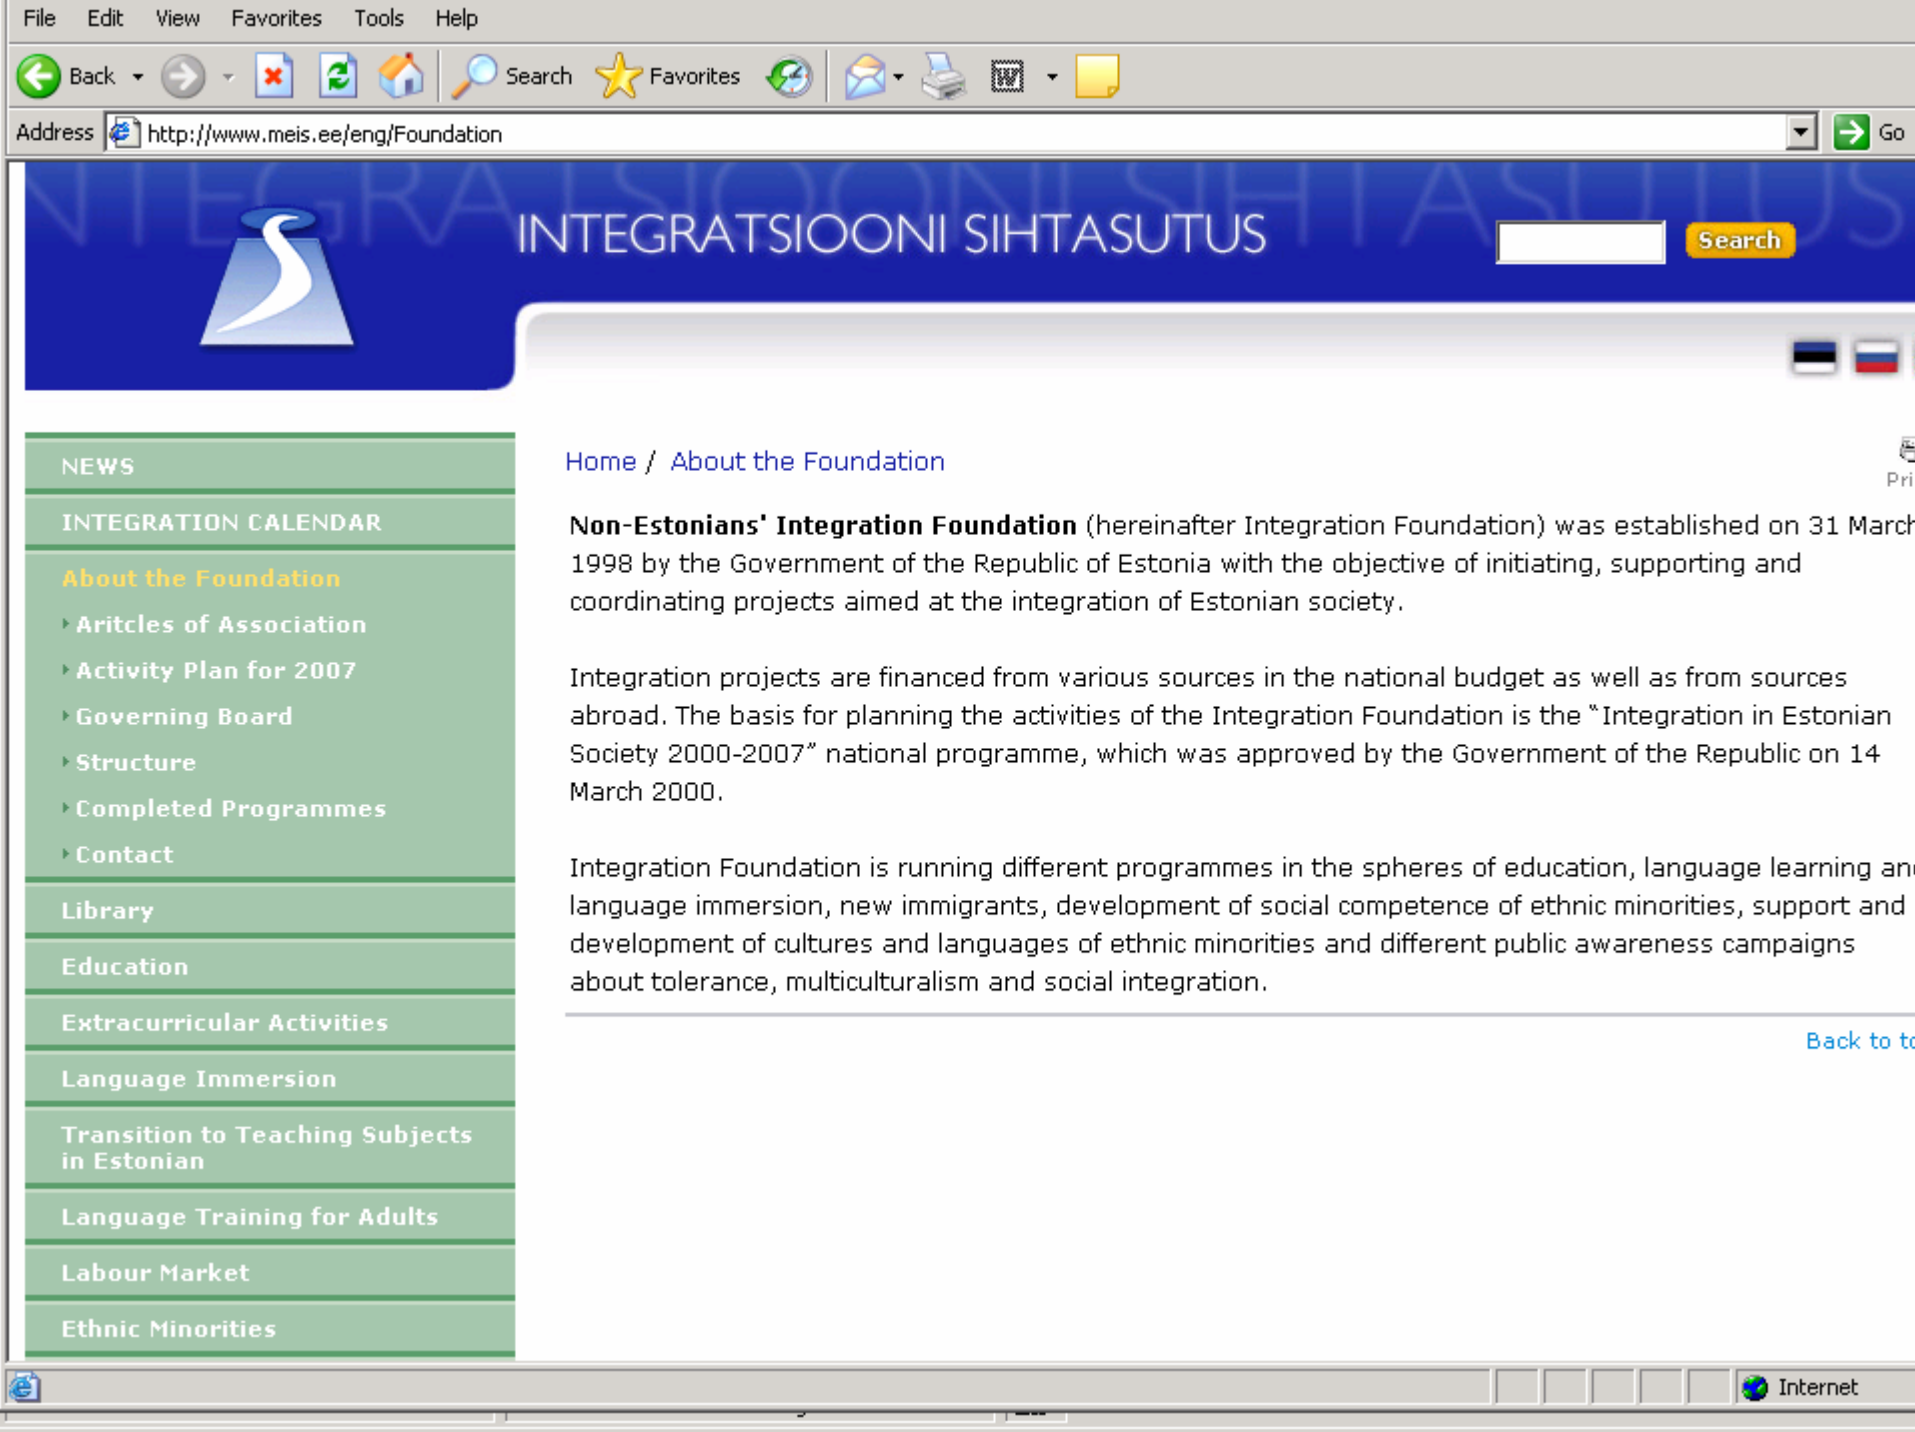 File Edit View Favorites Tools Help
Back Search Favorites
Address http://www.meis.ee/eng/Foundation Go
NTEGRATSIOONI SIHTASUTUS
INTEGRATSIOONI SIHTASUTUS
Search
NEWS
INTEGRATION CALENDAR
About the Foundation
Aritcles of Association
Activity Plan for 2007
Governing Board
Structure
Completed Programmes
Contact
Library
Education
Extracurricular Activities
Language Immersion
Transition to Teaching Subjects
in Estonian
Language Training for Adults
Labour Market
Ethnic Minorities
Home / About the Foundation
Pri
Non-Estonians' Integration Foundation (hereinafter Integration Foundation) was established on 31 March
1998 by the Government of the Republic of Estonia with the objective of initiating, supporting and
coordinating projects aimed at the integration of Estonian society.
Integration projects are financed from various sources in the national budget as well as from sources
abroad. The basis for planning the activities of the Integration Foundation is the “Integration in Estonian
Society 2000-2007” national programme, which was approved by the Government of the Republic on 14
March 2000.
Integration Foundation is running different programmes in the spheres of education, language learning and
language immersion, new immigrants, development of social competence of ethnic minorities, support and
development of cultures and languages of ethnic minorities and different public awareness campaigns
about tolerance, multiculturalism and social integration.
Back to to
Internet